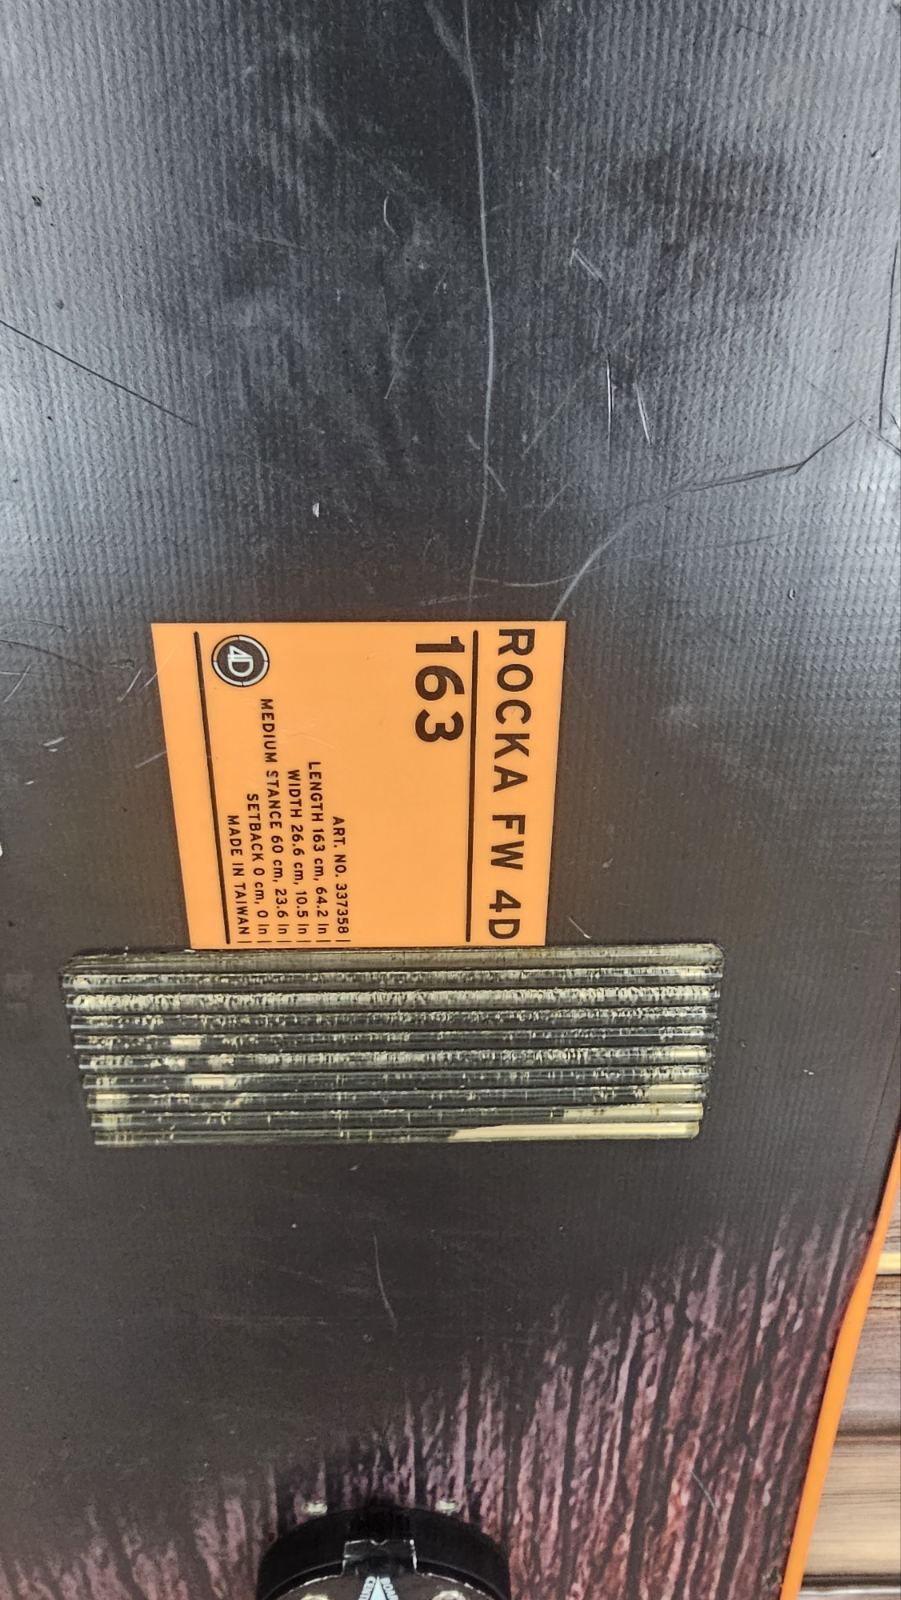 ROCKA FW 4D
163
ART. NO. 337358
LENGTH 163 cm, 64.2 in
WIDTH 26.6 cm, 10.5 in
MEDIUM STANCE 60 cm, 23.6 in
SETBACK 0 cm, 0 in
MADE IN TAIWAN
4D